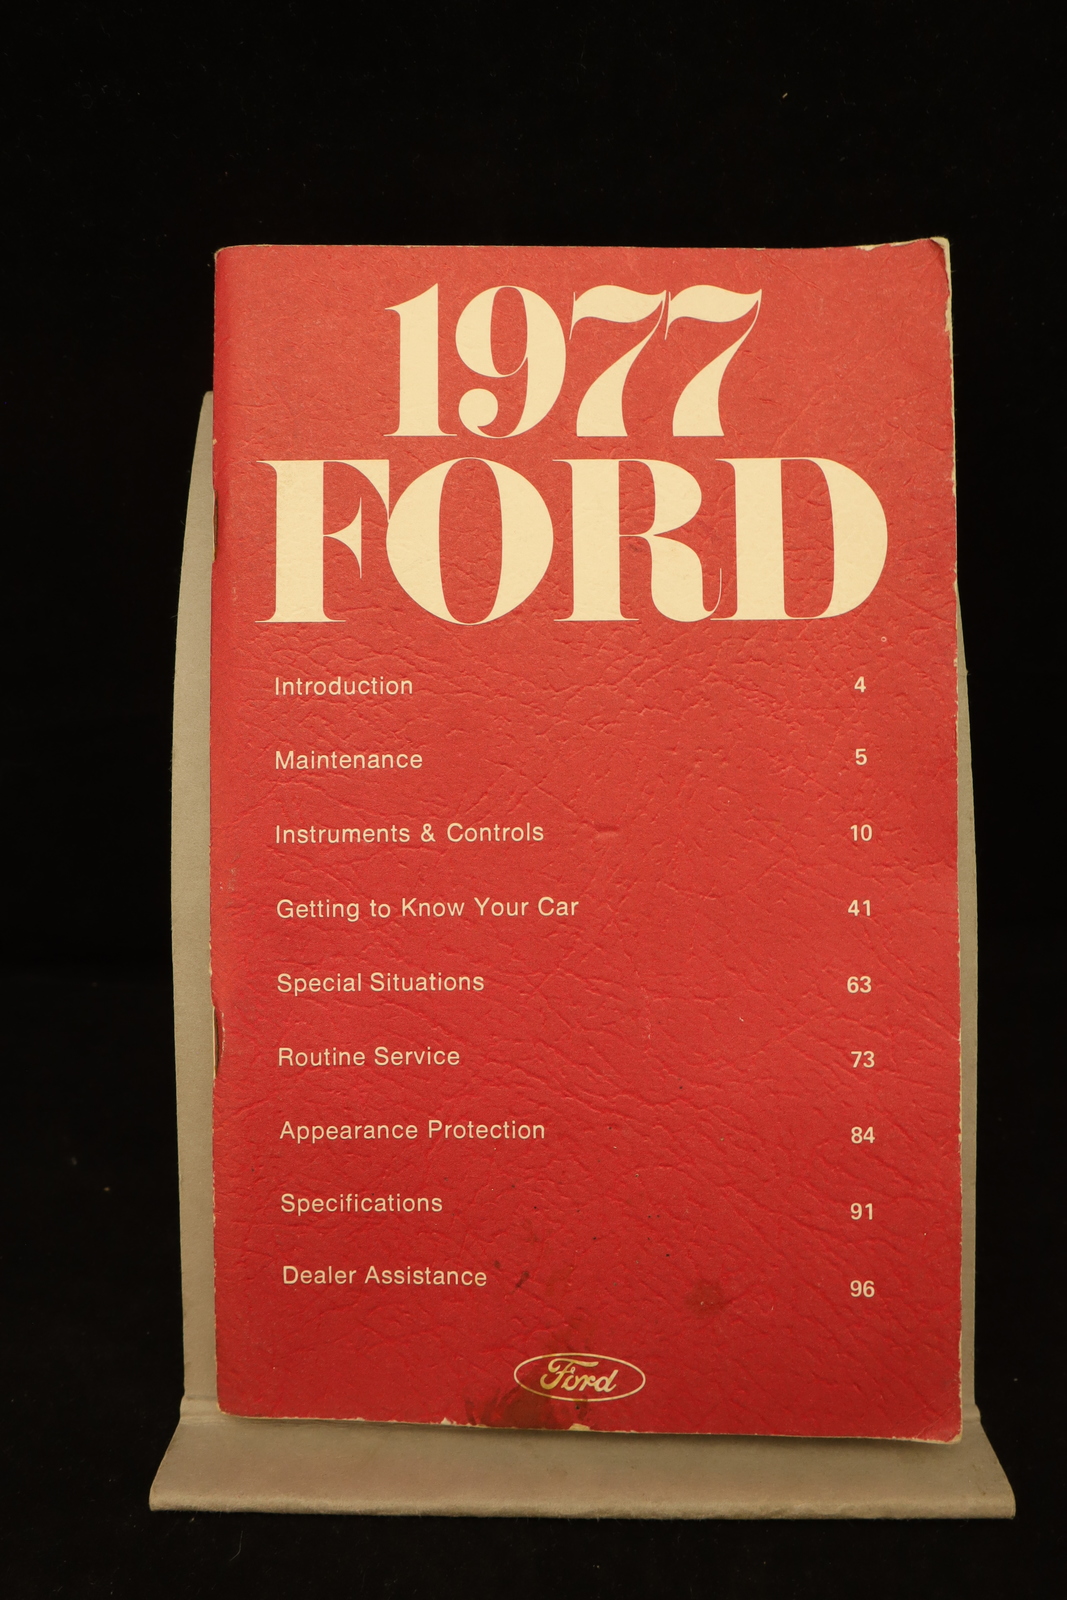 1977
FORD
Introduction 4
Maintenance 5
Instruments & Controls 10
Getting to Know Your Car 41
Special Situations 63
Routine Service 73
Appearance Protection 84
Specifications 91
Dealer Assistance 96
Ford